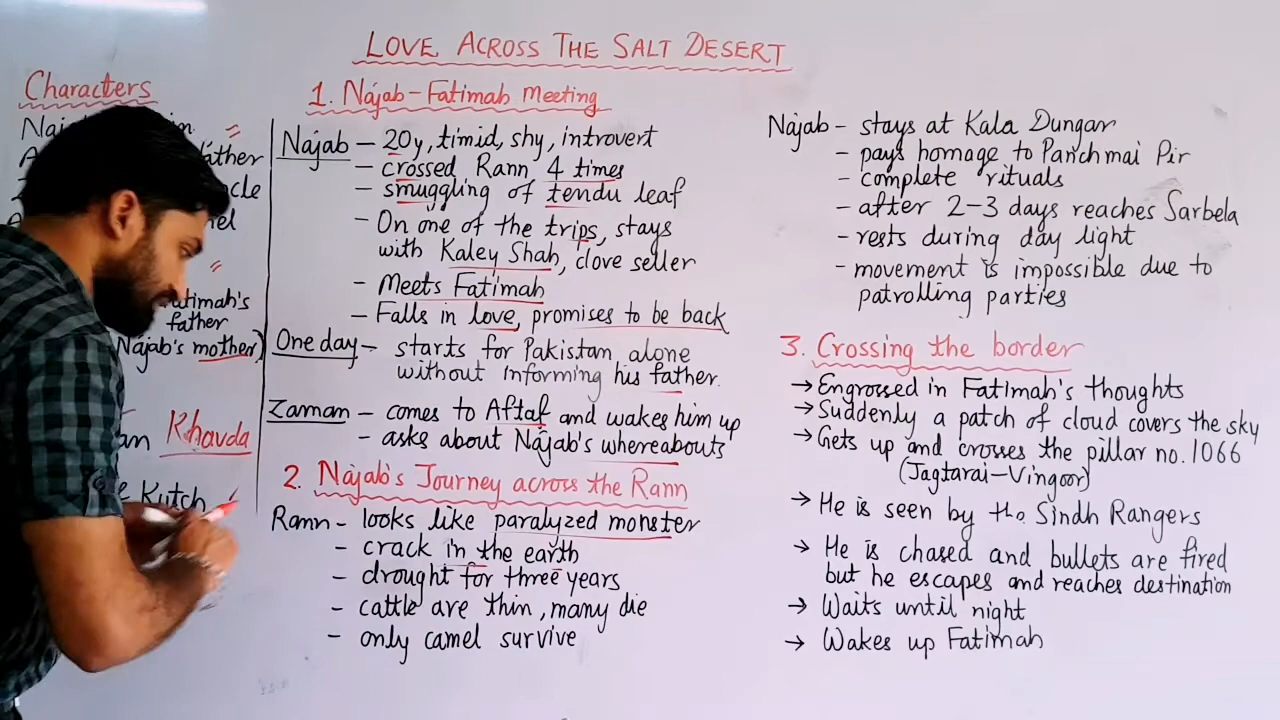 LOVE ACROSS THE SALT DESERT
Characters
father
Fatimah's
father
Najab's mother)
Rhavda
Kutch
1. Najab-Fatimah Meeting
Najab - 20y, timid, shy, introvert
- crossed Rann 4 times
- smuggling of tendu leaf
- On one of the trips, stays
with Kaley Shah, clove seller
- Meets Fatimah
- Falls in love, promises to be back
One day - starts for Pakistan, alone
without informing his father.
Zaman - comes to Aftaf and wakes him up
- asks about Najab's whereabouts
2. Najab's Journey across the Rann
Rann - looks like paralyzed monster
- crack in the earth
- drought for three years
- cattle are thin, many die
- only camel survive
Najab - stays at Kala Dungar
- pays homage to Panchmai Pir
- complete rituals
- after 2-3 days reaches Sarbela
- rests during day light
- movement is impossible due to
patrolling parties
3. Crossing the border
→ Engrossed in Fatimah's thoughts
→ Suddenly a patch of cloud covers the sky
→ Gets up and crosses the pillar no. 1066
(Jagtarai-Vingoor)
→ He is seen by the Sindh Rangers
→ He is chased and bullets are fired
but he escapes and reaches destination
→ Waits until night
→ Wakes up Fatimah